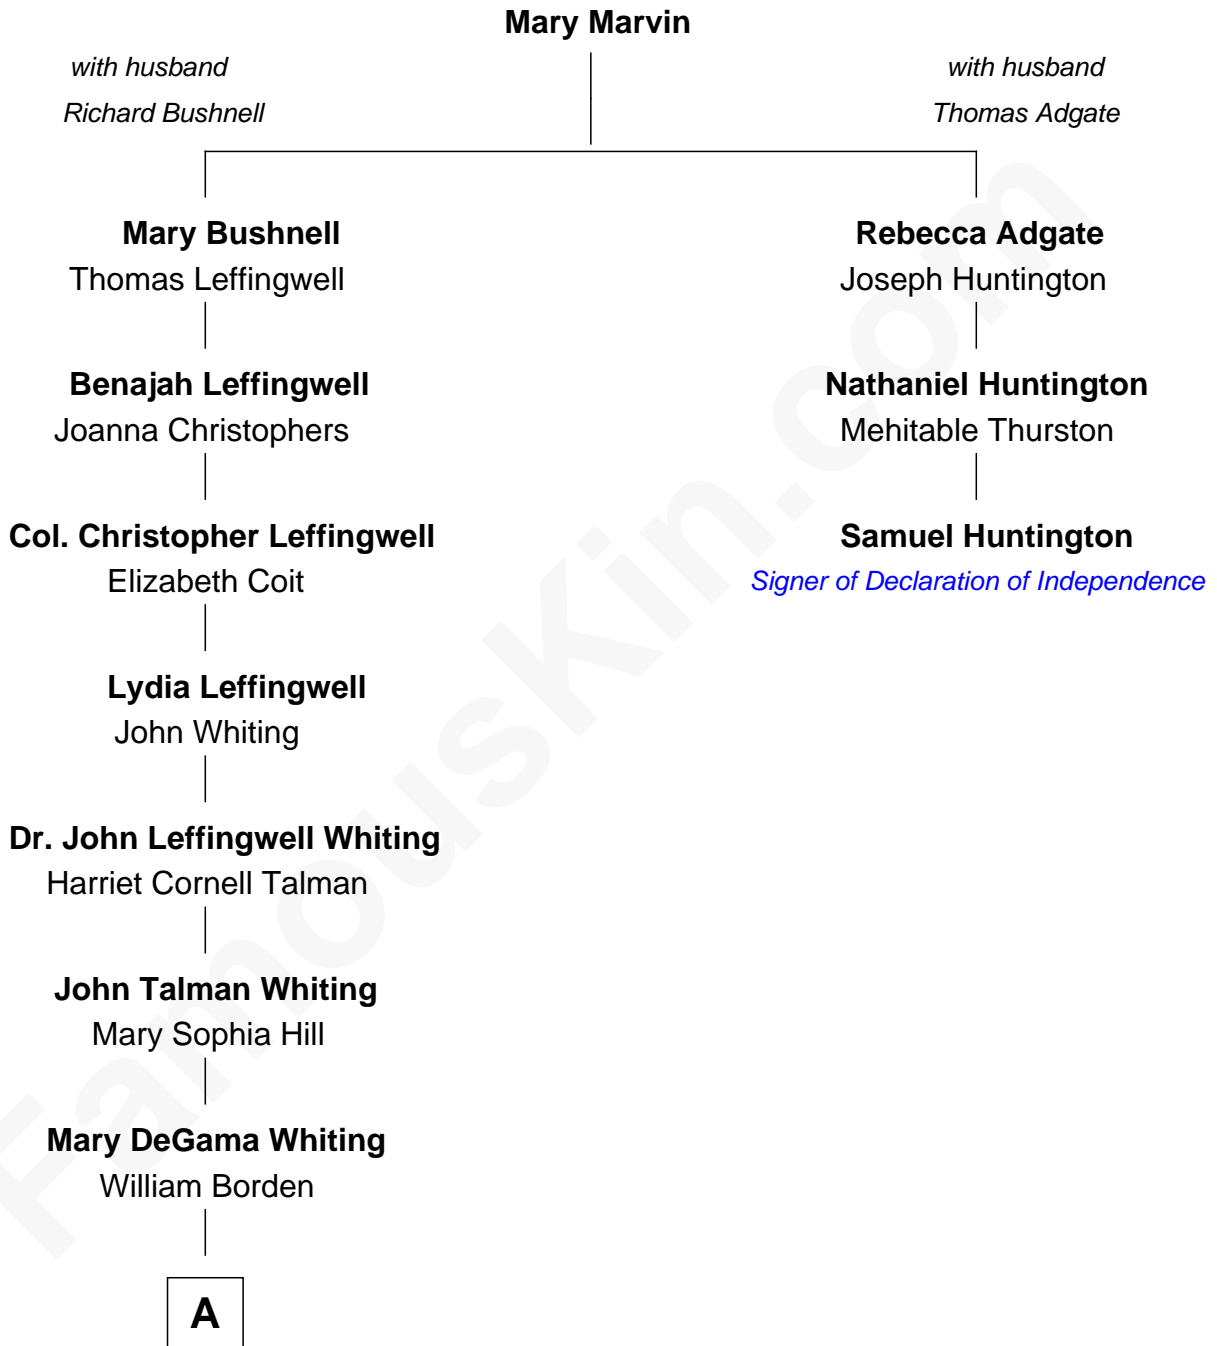 Mary Marvin
with husband
Richard Bushnell
with husband
Thomas Adgate
Mary Bushnell
Thomas Leffingwell
Rebecca Adgate
Joseph Huntington
Benajah Leffingwell
Joanna Christophers
Nathaniel Huntington
Mehitable Thurston
Col. Christopher Leffingwell
Elizabeth Coit
Samuel Huntington
Signer of Declaration of Independence
Lydia Leffingwell
John Whiting
Dr. John Leffingwell Whiting
Harriet Cornell Talman
John Talman Whiting
Mary Sophia Hill
Mary DeGama Whiting
William Borden
A
FamousKin.com